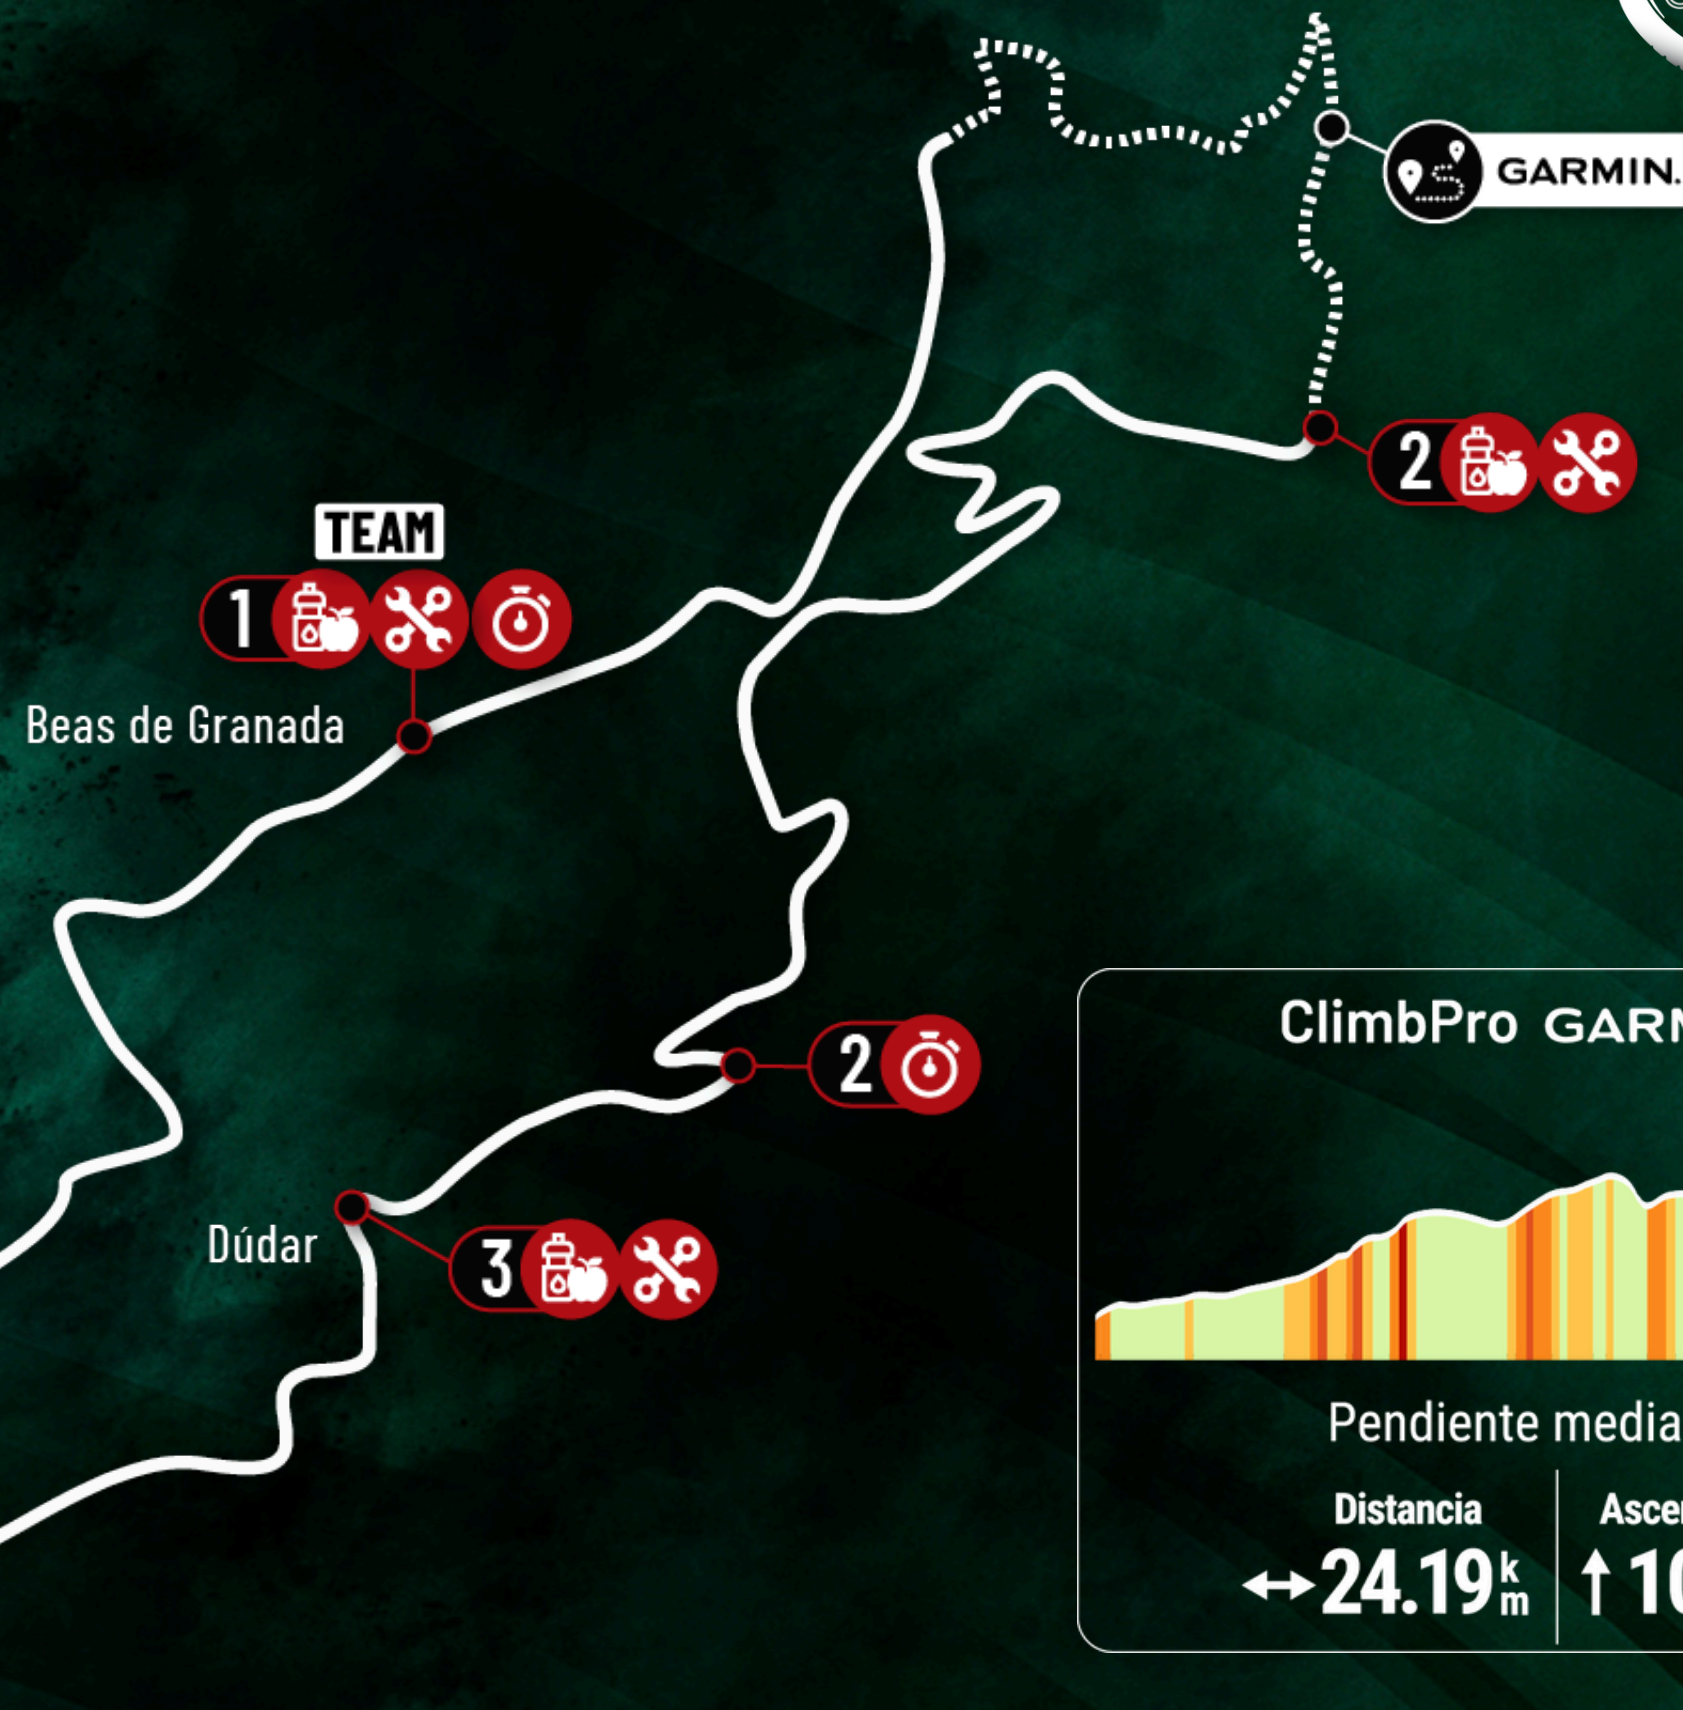 GARMIN.
2
TEAM
1
Beas de Granada
2
Dúdar
3
ClimbPro
Pendiente media
Distancia
24.19 km